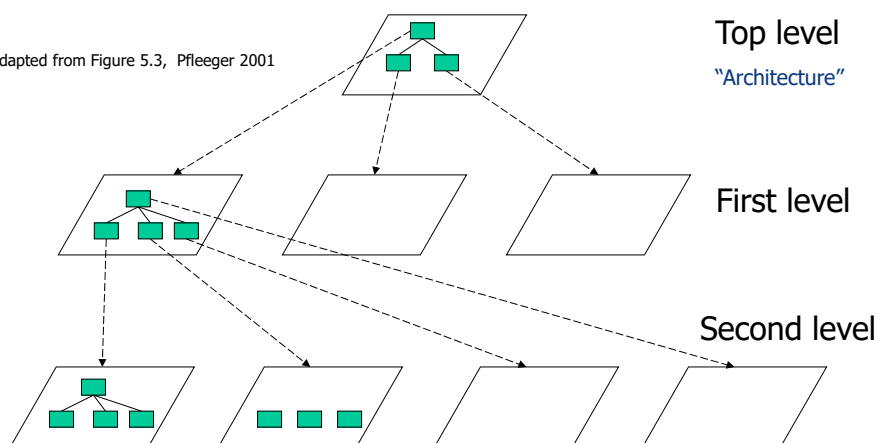 Top level
dapted from Figure 5.3, Pfleeger 2001
“Architecture”
First level
Second level